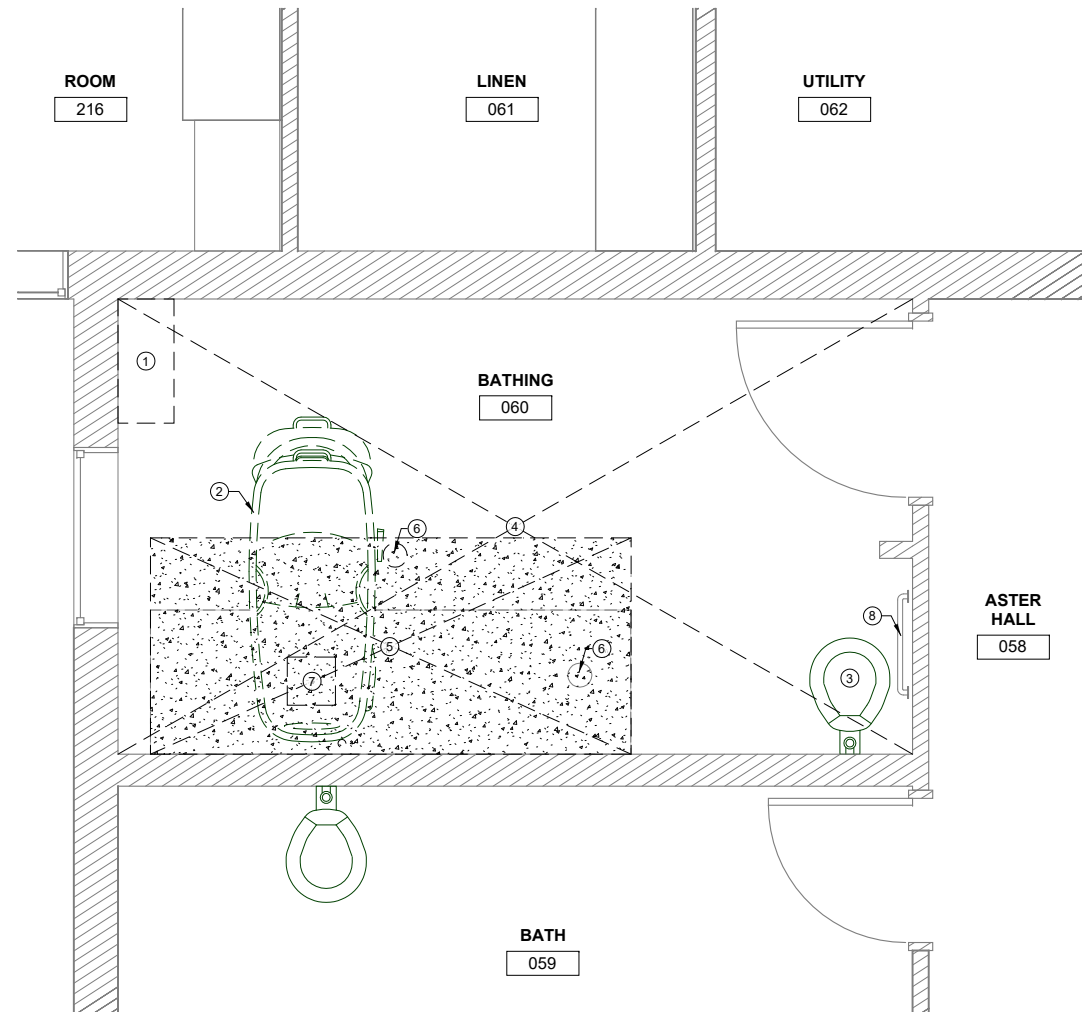 ROOM
216
LINEN
061
UTILITY
062
1
BATHING
060
2
6
4
ASTER
HALL
058
8
5
6
7
3
BATH
059